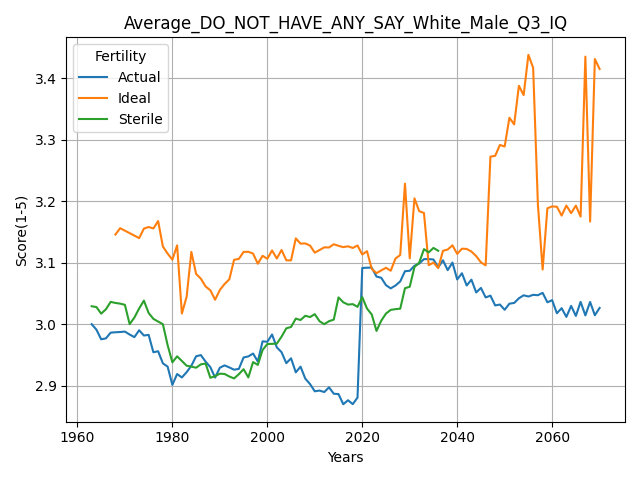 Average_DO_NOT_HAVE_ANY_SAY_White_Male_Q3_IQ
Fertility
Actual
Ideal
Sterile
Score(1-5)
3.4
3.3
3.2
3.1
3.0
2.9
1960 1980 2000 2020 2040 2060
Years